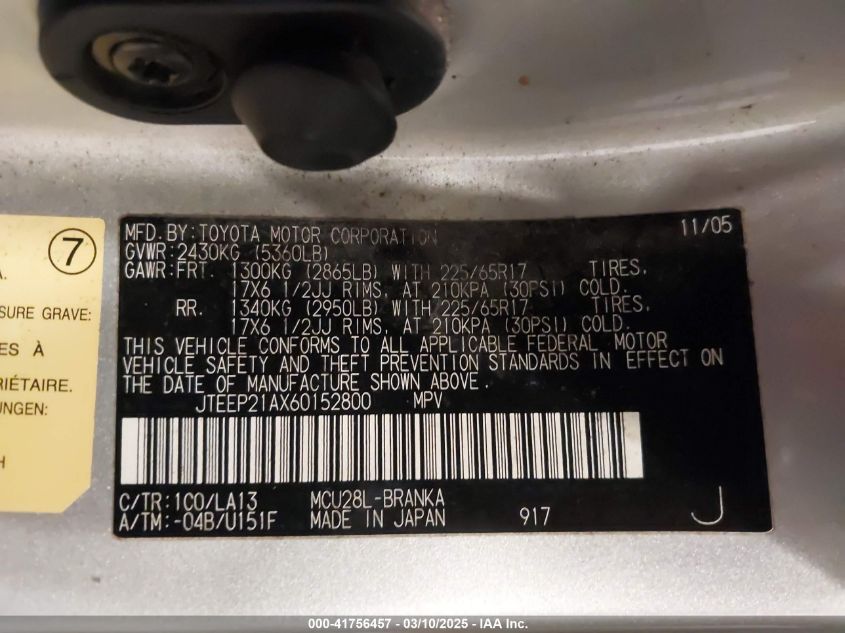 7
A.
SURE GRAVE:
ES À
RIÉTAIRE.
UNGEN:
H
MFD. BY: TOYOTA MOTOR CORPORATION 11/05
GVWR: 2430KG (5360LB)
GAWR: FRT. 1300KG (2865LB) WITH 225/65R17 TIRES,
17X6 1/2JJ RIMS, AT 210KPA (30PSI) COLD.
RR. 1340KG (2950LB) WITH 225/65R17 TIRES,
17X6 1/2JJ RIMS, AT 210KPA (30PSI) COLD.
THIS VEHICLE CONFORMS TO ALL APPLICABLE FEDERAL MOTOR
VEHICLE SAFETY AND THEFT PREVENTION STANDARDS IN EFFECT ON
THE DATE OF MANUFACTURE SHOWN ABOVE.
JTEEP21AX60152800 MPV
C/TR: 1C0/LA13 MCU28L-BRANKA
A/TM: -04B/U151F MADE IN JAPAN 917 J
000-41756457 - 03/10/2025 - IAA Inc.